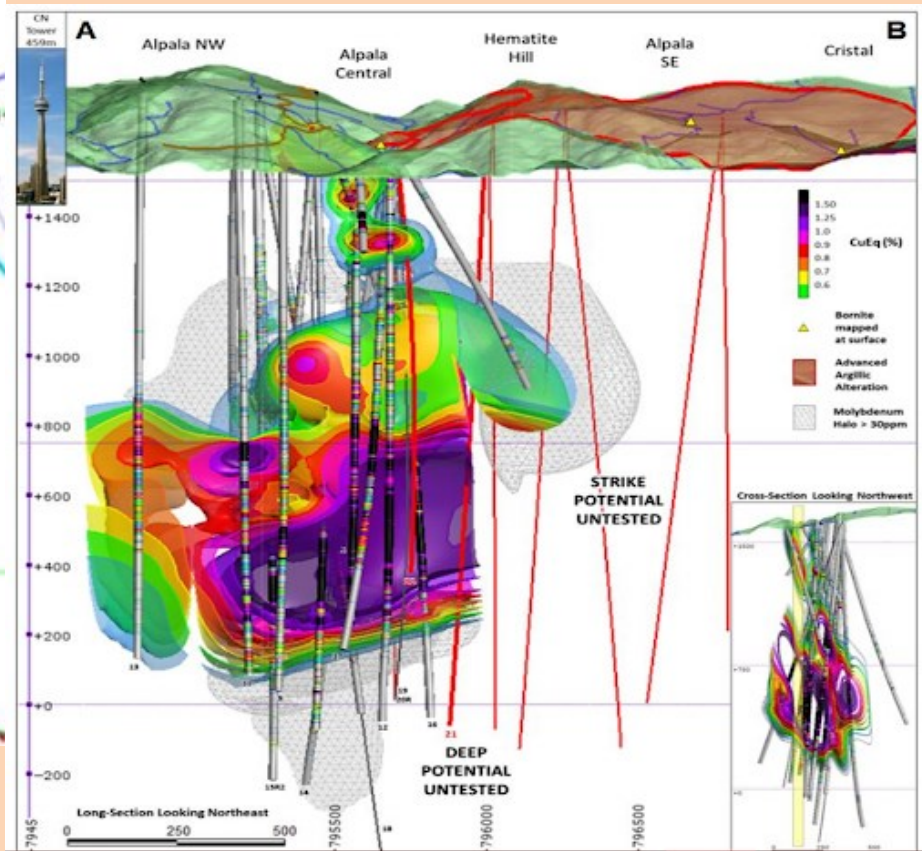 CN
Tower
459m
A
B
Alpala NW
Alpala
Central
Hematite
Hill
Alpala
SE
Cristal
+1400
+1200
+1000
+800
+600
+400
+200
+0
-200
1.50
1.25
1.0
0.9
0.8
0.7
0.6
CuEq (%)
Bornite
mapped
at surface
Advanced
Argillic
Alteration
Molybdenum
Halo > 30ppm
STRIKE
POTENTIAL
UNTESTED
Cross-Section Looking Northwest
13
12
19
16
21
15R2
14
18
DEEP
POTENTIAL
UNTESTED
Long-Section Looking Northeast
0
250
500
7945
795500
796000
796500